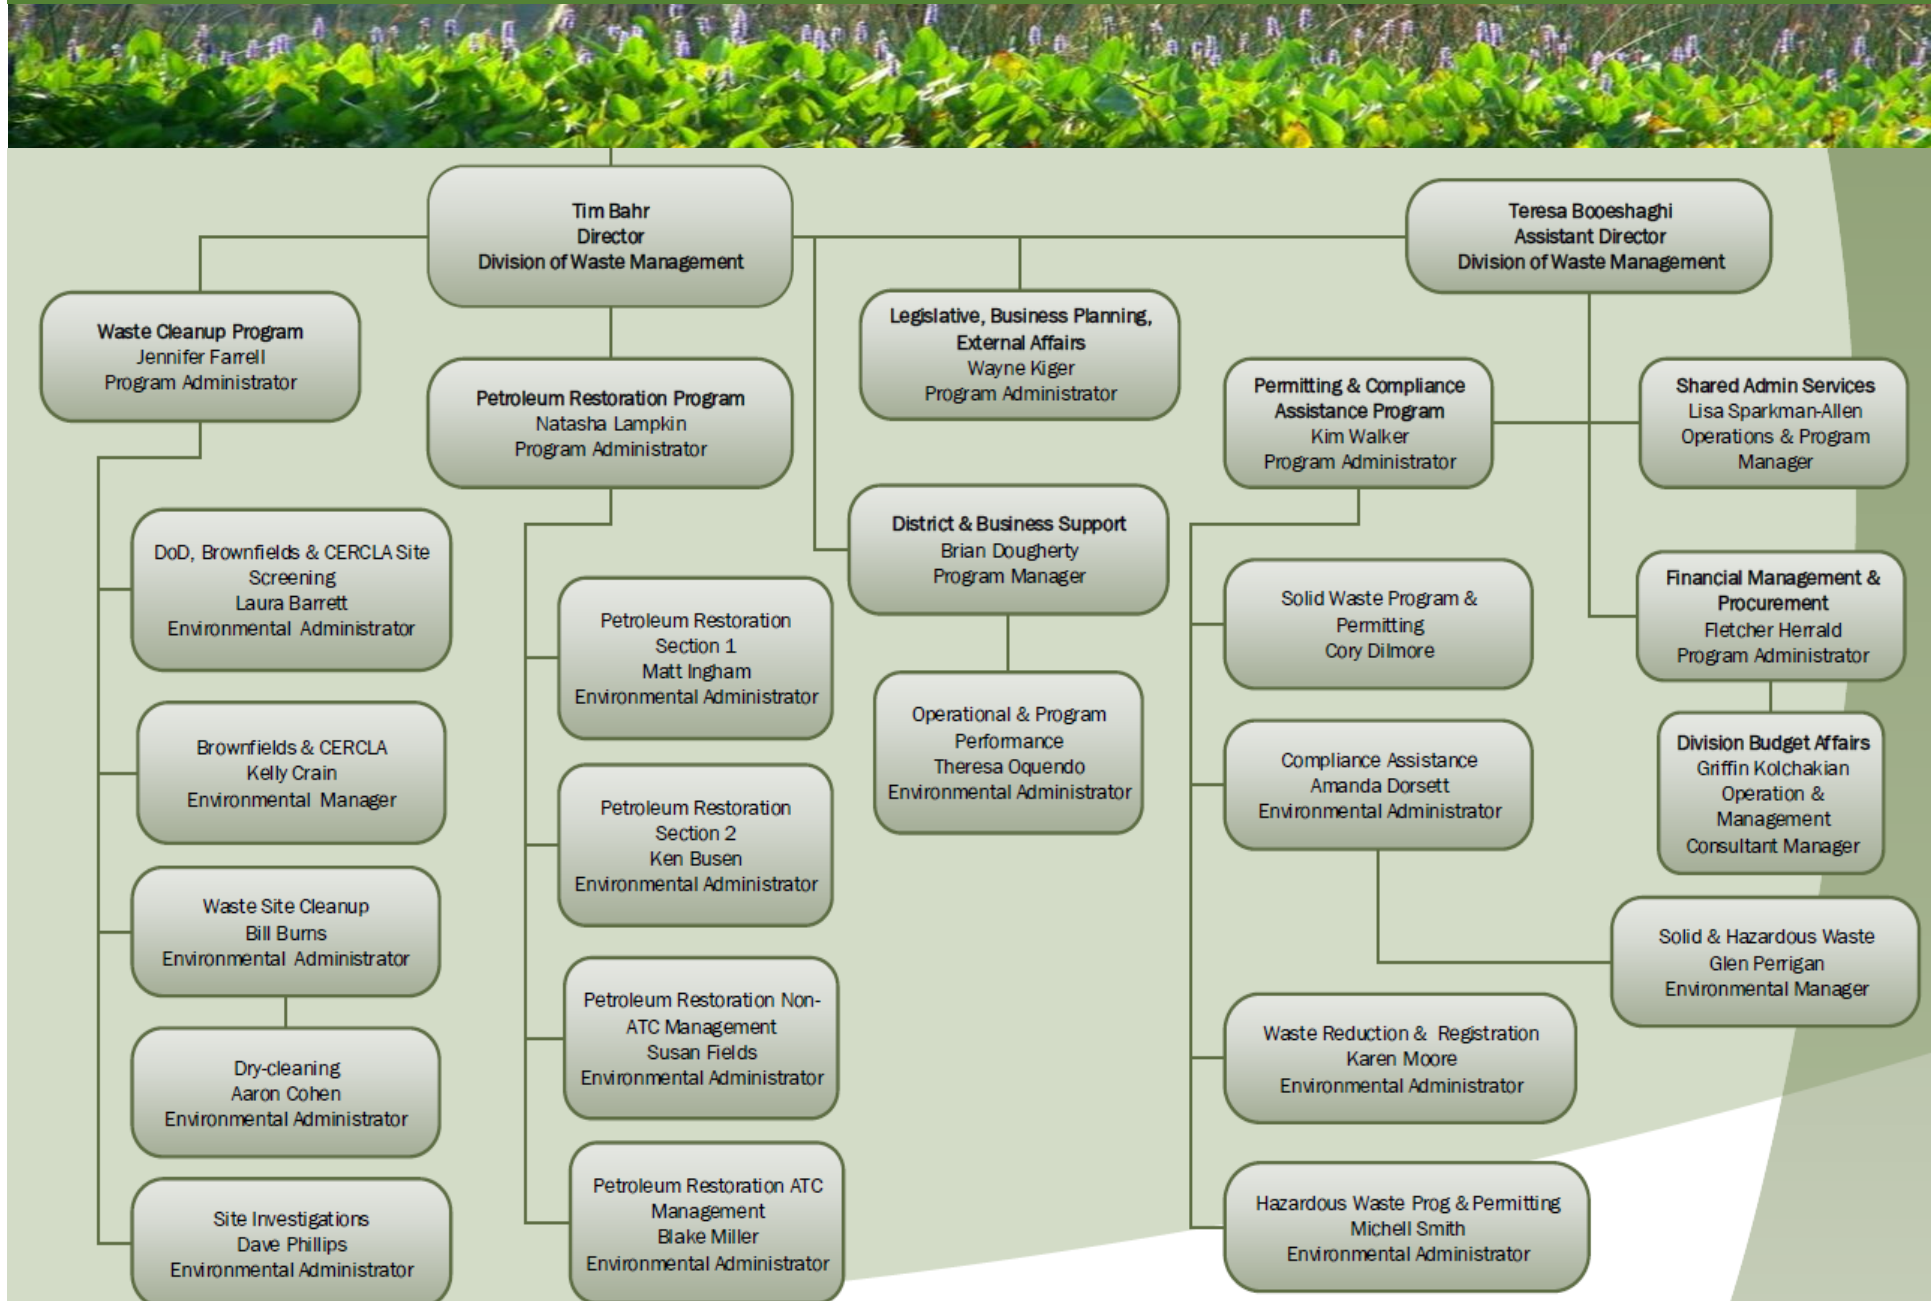 Tim Bahr
Director
Division of Waste Management
Teresa Booeshaghi
Assistant Director
Division of Waste Management
Waste Cleanup Program
Jennifer Farrell
Program Administrator
Petroleum Restoration Program
Natasha Lampkin
Program Administrator
Legislative, Business Planning,
External Affairs
Wayne Kiger
Program Administrator
Permitting & Compliance
Assistance Program
Kim Walker
Program Administrator
Shared Admin Services
Lisa Sparkman-Allen
Operations & Program
Manager
District & Business Support
Brian Dougherty
Program Manager
Financial Management &
Procurement
Fletcher Herrald
Program Administrator
DoD, Brownfields & CERCLA Site
Screening
Laura Barrett
Environmental Administrator
Brownfields & CERCLA
Kelly Crain
Environmental Manager
Waste Site Cleanup
Bill Burns
Environmental Administrator
Dry-cleaning
Aaron Cohen
Environmental Administrator
Site Investigations
Dave Phillips
Environmental Administrator
Petroleum Restoration
Section 1
Matt Ingham
Environmental Administrator
Petroleum Restoration
Section 2
Ken Busen
Environmental Administrator
Petroleum Restoration Non-
ATC Management
Susan Fields
Environmental Administrator
Petroleum Restoration ATC
Management
Blake Miller
Environmental Administrator
Operational & Program
Performance
Theresa Oquendo
Environmental Administrator
Solid Waste Program &
Permitting
Cory Dilmore
Compliance Assistance
Amanda Dorsett
Environmental Administrator
Waste Reduction & Registration
Karen Moore
Environmental Administrator
Hazardous Waste Prog & Permitting
Michell Smith
Environmental Administrator
Division Budget Affairs
Griffin Kolchakian
Operation &
Management
Consultant Manager
Solid & Hazardous Waste
Glen Perrigan
Environmental Manager